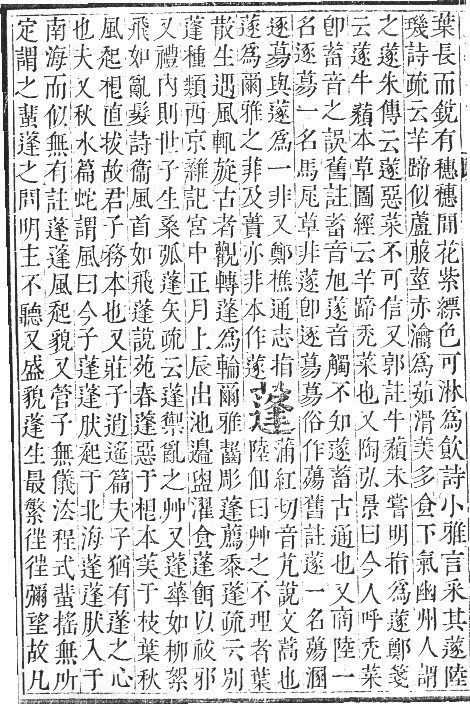 葉長而銳有穗穗間花紫縹色可淋爲飲詩小雅言采其蓫陸
璣詩疏云羊蹄似蘆菔莖赤瀹爲茹滑美多食下氣幽州人謂
之蓫朱傳云蓫惡菜不可信又郭註牛蘈未嘗明指爲蓫鄭箋
云蓫牛蘈本草圖經云羊蹄禿菜也又陶弘景曰今人呼禿菜
卽蓄音之誤舊註蓄音旭蓫音觸不知蓫蓄古通也又商陸一
名逐蓡一名馬尾草非蓫卽逐蓡蓡俗作蕩舊註蓫一名蕩溷
逐蓡與蓫爲一非又鄭樵通志指蓫爲爾雅之非及藚亦非本作蓫 蓬 蒲紅切音芃說文蒿也
陸佃曰艸之不理者葉
散生遇風輒旋古者觀轉蓬爲輪爾雅齧彫蓬薦黍蓬疏云別
蓬種類西京雜記宮中正月上辰出池邉盥濯食蓬餌以祓邪
又禮內則世子生桑弧蓬矢疏云蓬禦亂之艸又蓬華如柳絮
飛如亂髮詩衞風首如飛蓬說苑春蓬惡于根本美于枝葉秋
風起根直拔故君子務本也又莊子逍遙篇夫子猶有蓬之心
也夫又秋水篇蛇謂風曰今子蓬蓬肰起于北海蓬蓬肰入于
南海而似無有註蓬蓬風起貌又管子無儀法程式蜚搖無所
定謂之蜚蓬之問明主不聽又盛貌蓬生最繁徃徃彌望故凡